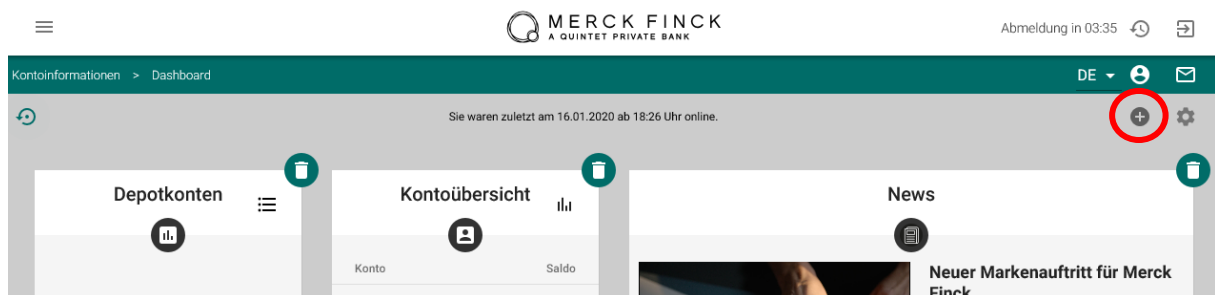 MERCK FINCK
A QUINTET PRIVATE BANK
Abmeldung in 03:35
Kontoinformationen > Dashboard
DE
Sie waren zuletzt am 16.01.2020 ab 18:26 Uhr online.
Depotkonten
Kontoübersicht
Konto Saldo
News
Neuer Markenauftritt für Merck
Finck